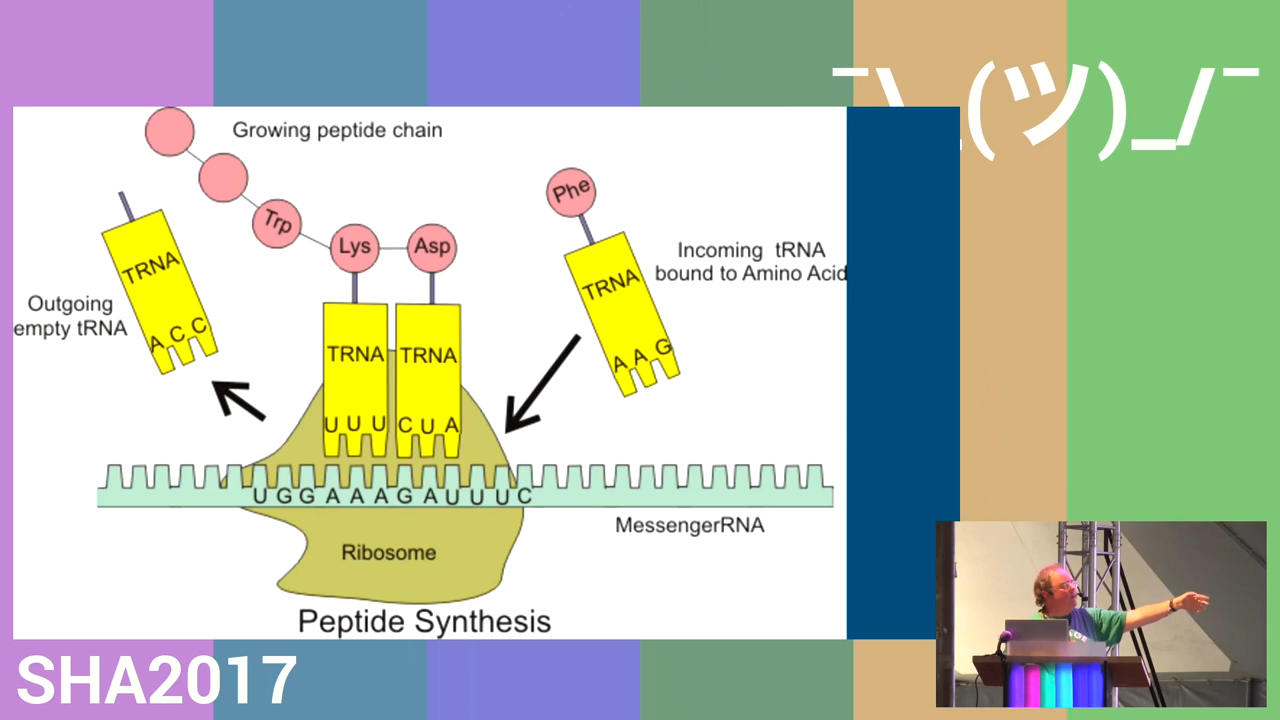 ¯\_(ツ)_/¯
Growing peptide chain
Phe
Trp
Lys
Asp
TRNA
Incoming tRNA
bound to Amino Acid
TRNA
Outgoing
empty tRNA
A C C
TRNA
TRNA
A A G
U U U
C U A
U G G A A A G A U U U C
MessengerRNA
Ribosome
Peptide Synthesis
SHA2017